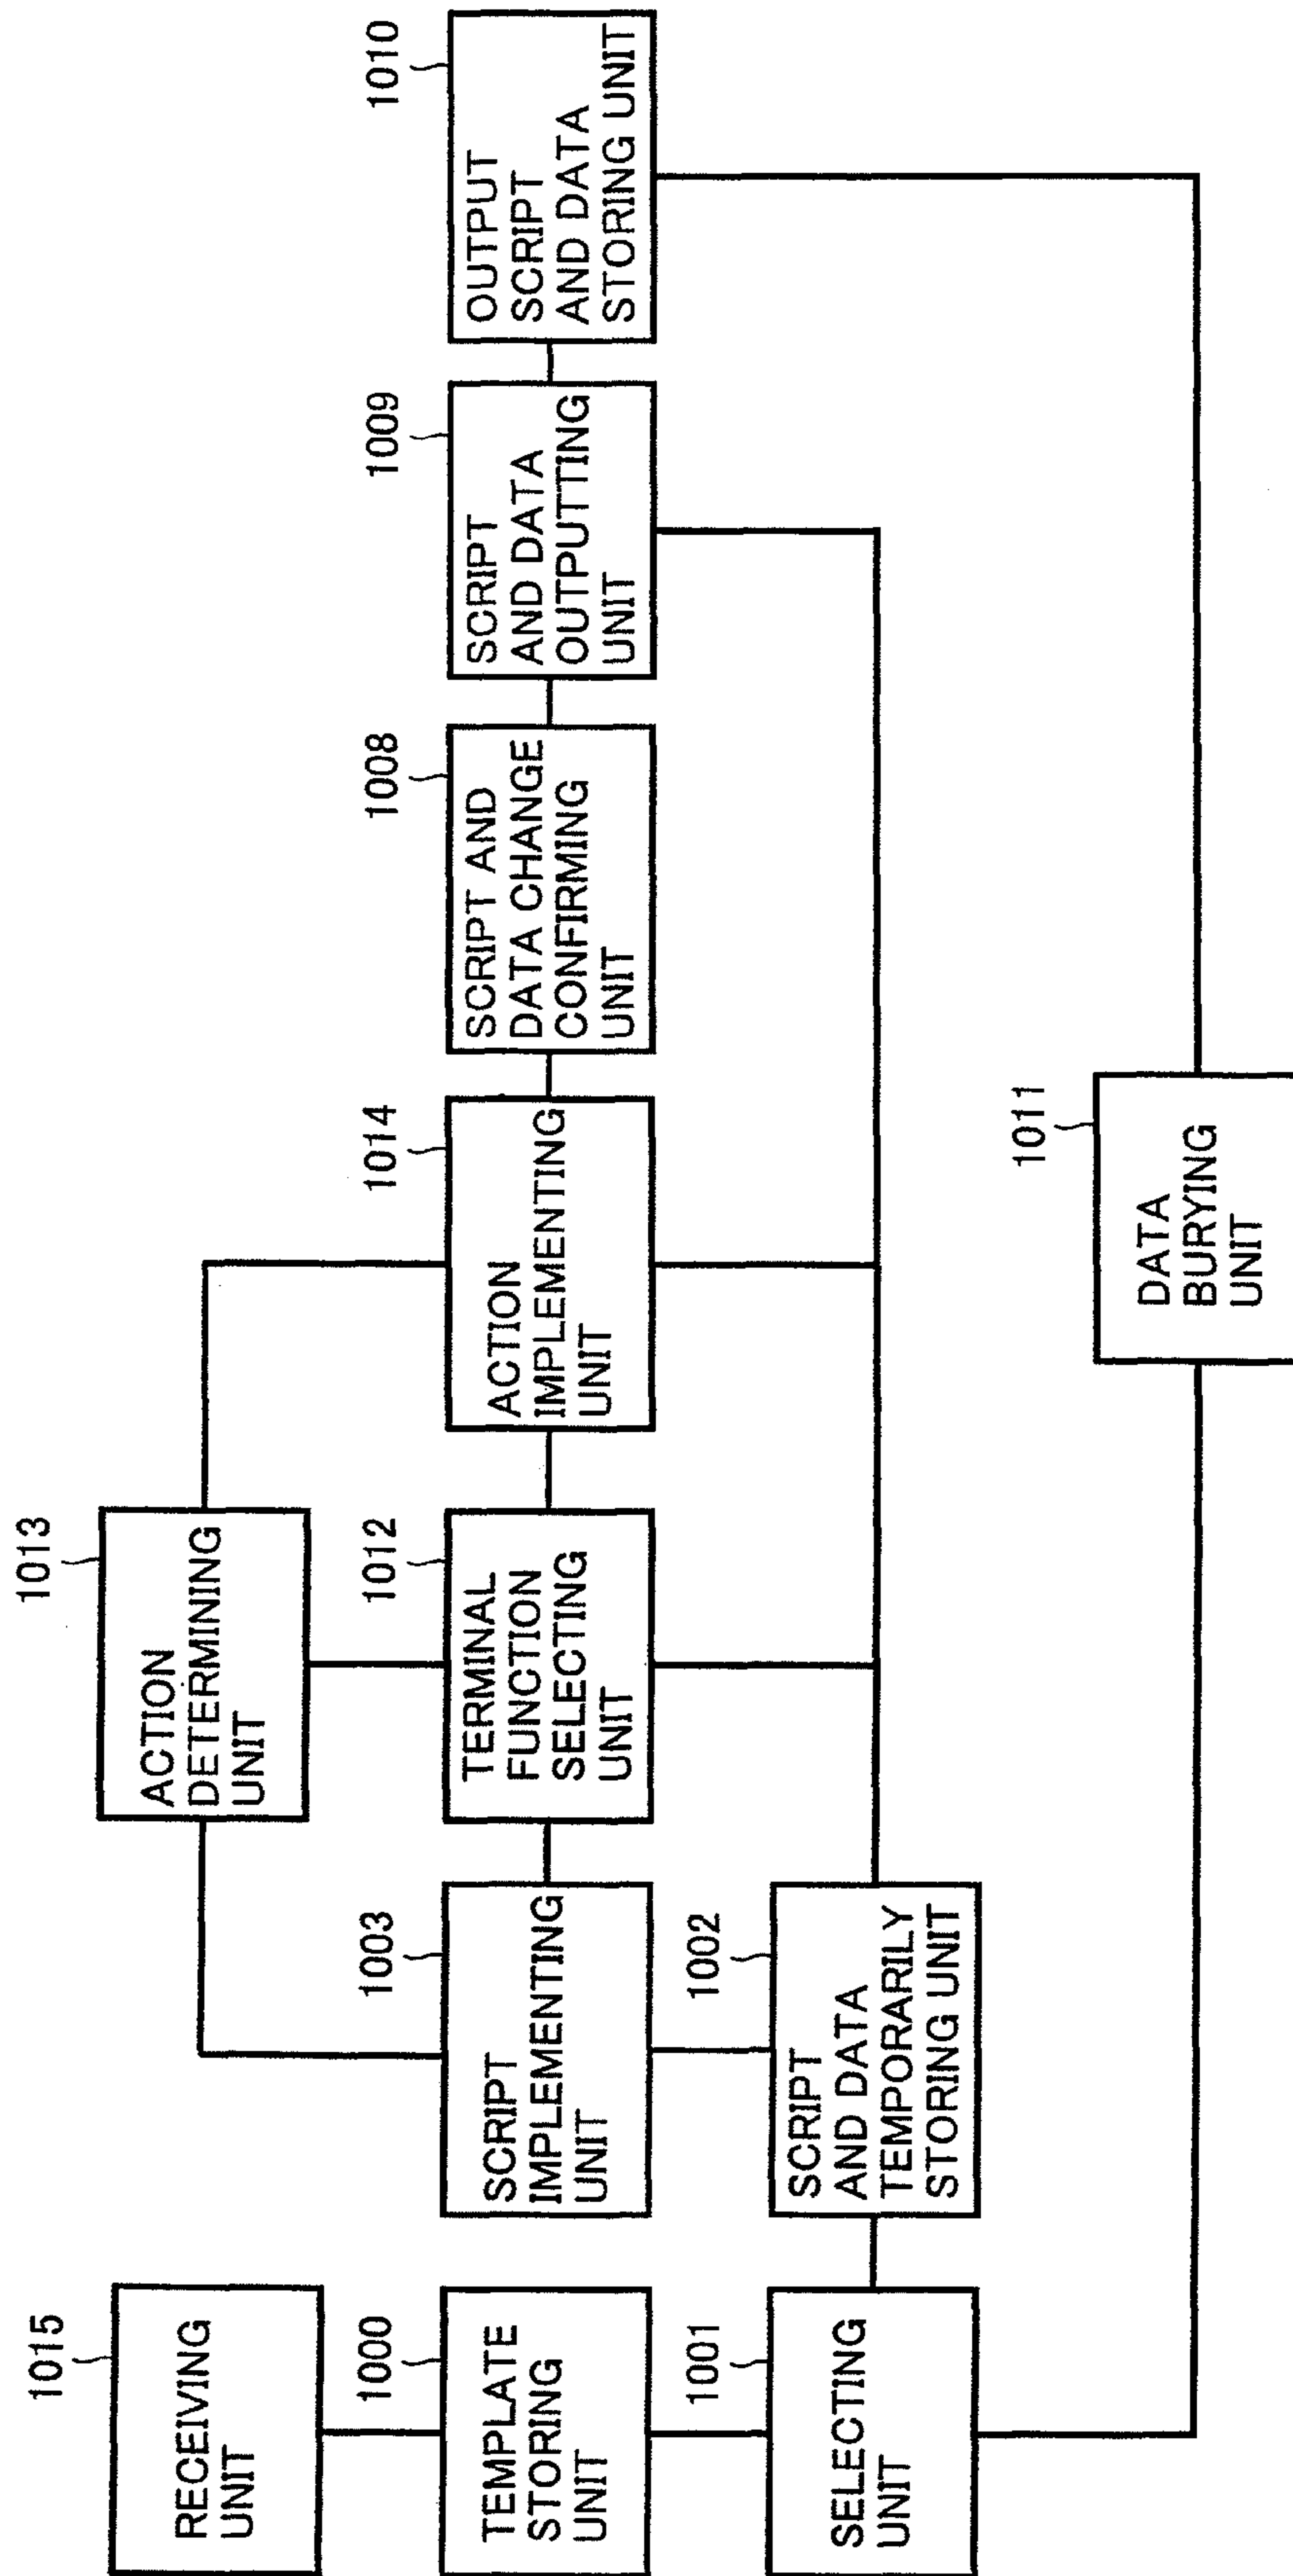 1015
RECEIVING
UNIT
1000
TEMPLATE
STORING
UNIT
1001
SELECTING
UNIT
1013
ACTION
DETERMINING
UNIT
1003
SCRIPT
IMPLEMENTING
UNIT
1002
SCRIPT
AND DATA
TEMPORARILY
STORING UNIT
1012
TERMINAL
FUNCTION
SELECTING
UNIT
1014
ACTION
IMPLEMENTING
UNIT
1008
SCRIPT AND
DATA CHANGE
CONFIRMING
UNIT
1009
SCRIPT
AND DATA
OUTPUTTING
UNIT
1010
OUTPUT
SCRIPT
AND DATA
STORING UNIT
1011
DATA
BURYING
UNIT